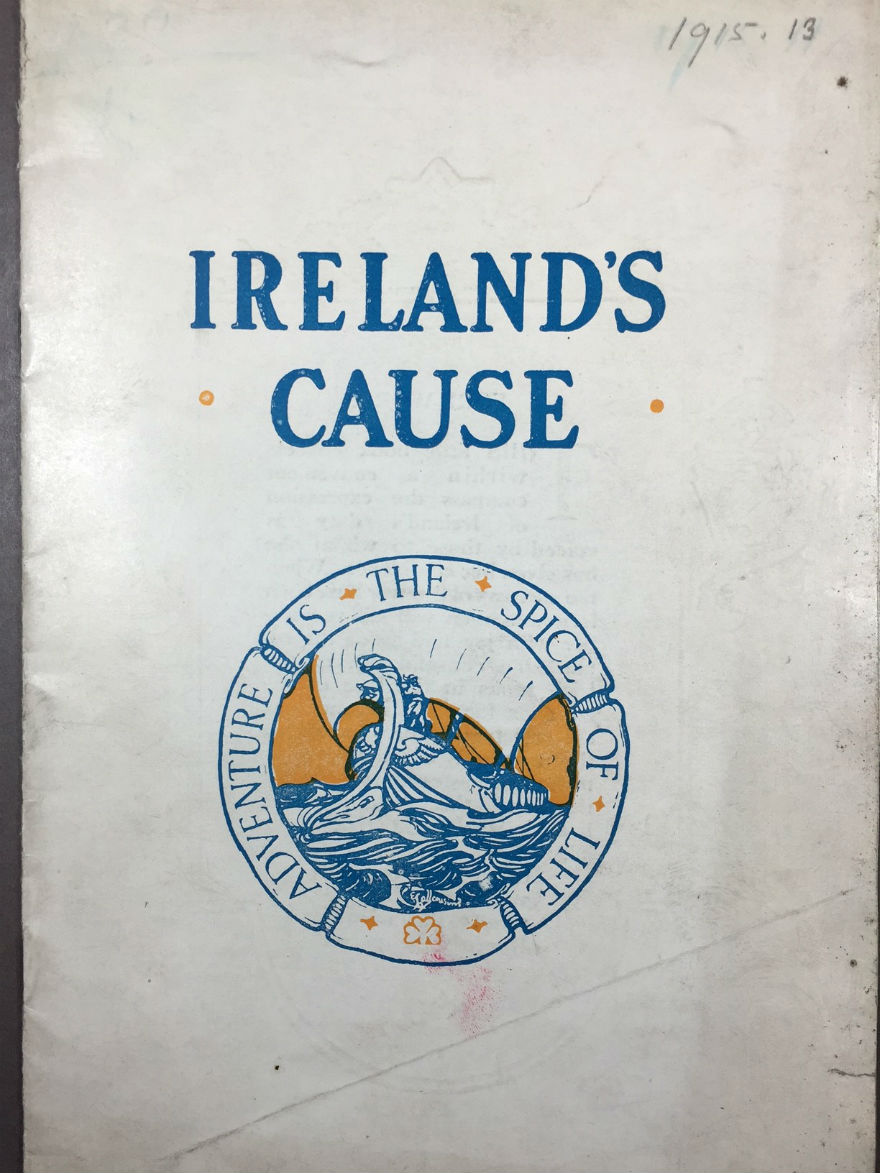 1915. 13
IRELAND'S
• CAUSE •
ADVENTURE IS • THE • SPICE OF • LIFE